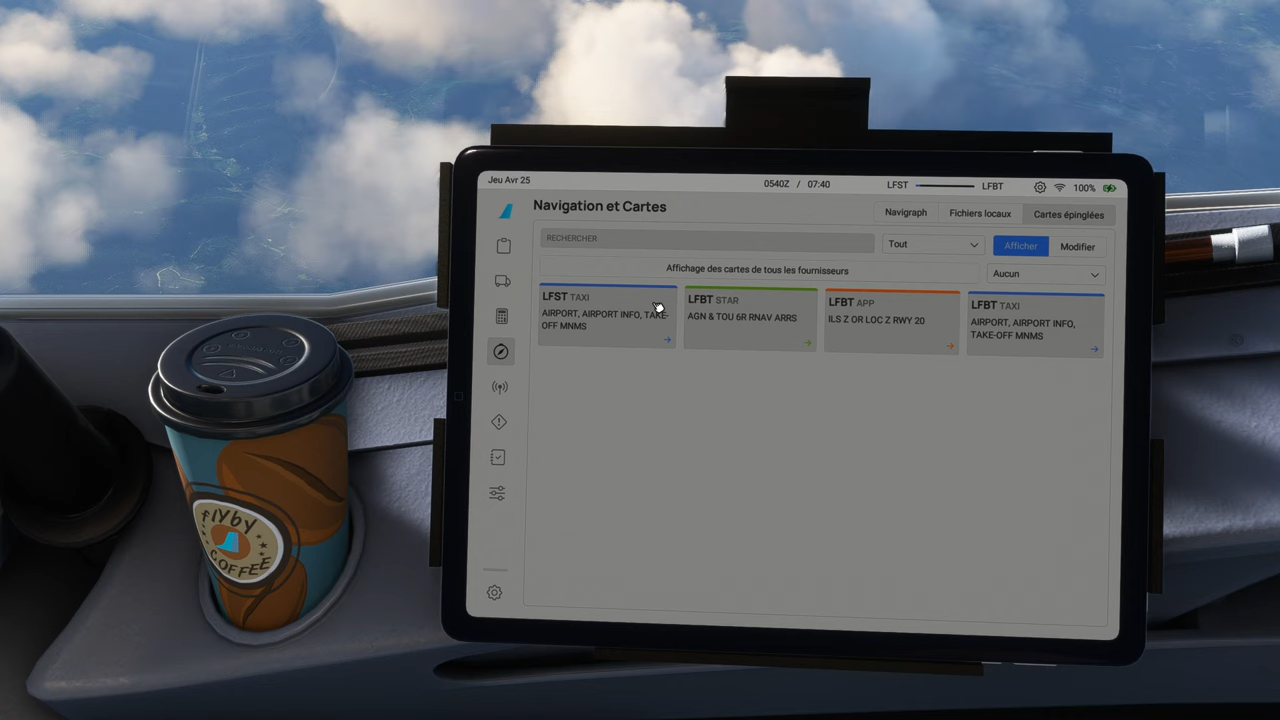 Jeu Avr 25
0540Z / 07:40
LFST
LFBT
100%
Navigation et Cartes
Navigraph
Fichiers locaux
Cartes épinglées
RECHERCHER
Tout
Afficher
Modifier
Affichage des cartes de tous les fournisseurs
Aucun
LFST TAXI
AIRPORT, AIRPORT INFO, TAKE-
OFF MNMS
LFBT STAR
AGN & TOU 6R RNAV ARRS
LFBT APP
ILS Z OR LOC Z RWY 20
LFBT TAXI
AIRPORT, AIRPORT INFO,
TAKE-OFF MNMS
flyby
COFFEE